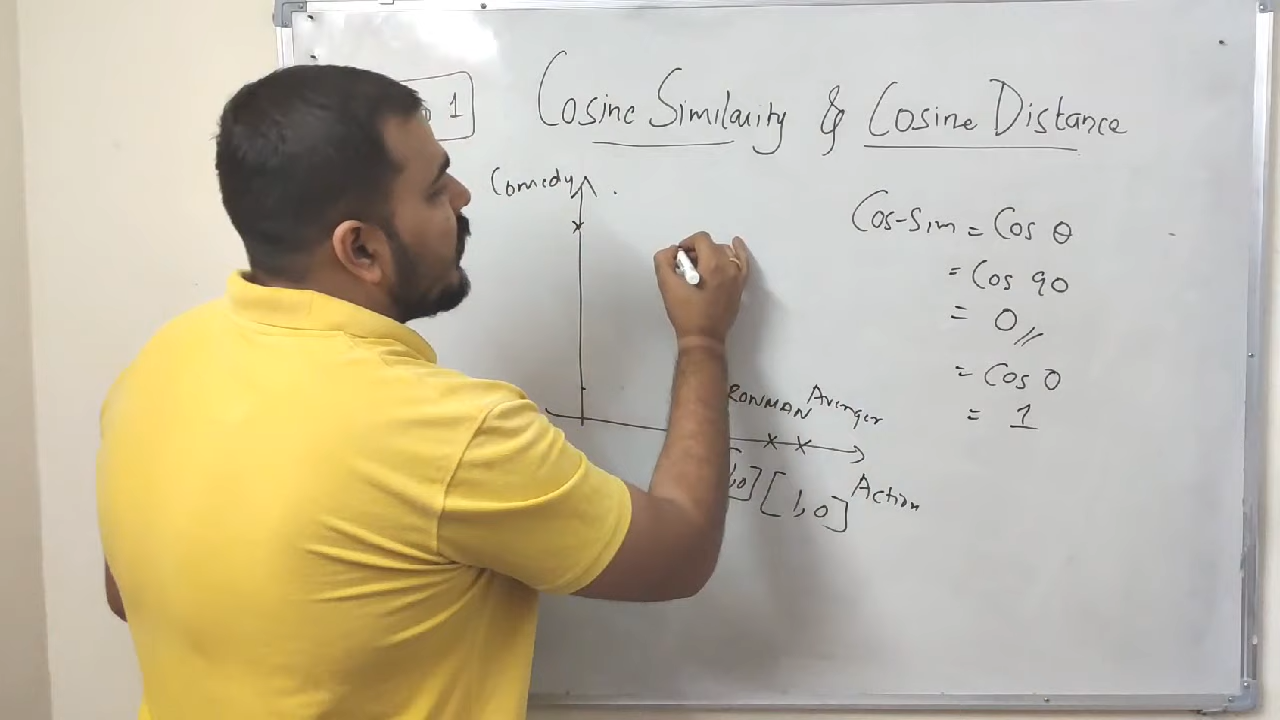 1
Cosine Similarity & Cosine Distance
Comedy
Cos-Sim = Cos θ
= Cos 90
= 0
= Cos 0
= 1
RONMAN Avenger
,0] [1,0]
Action